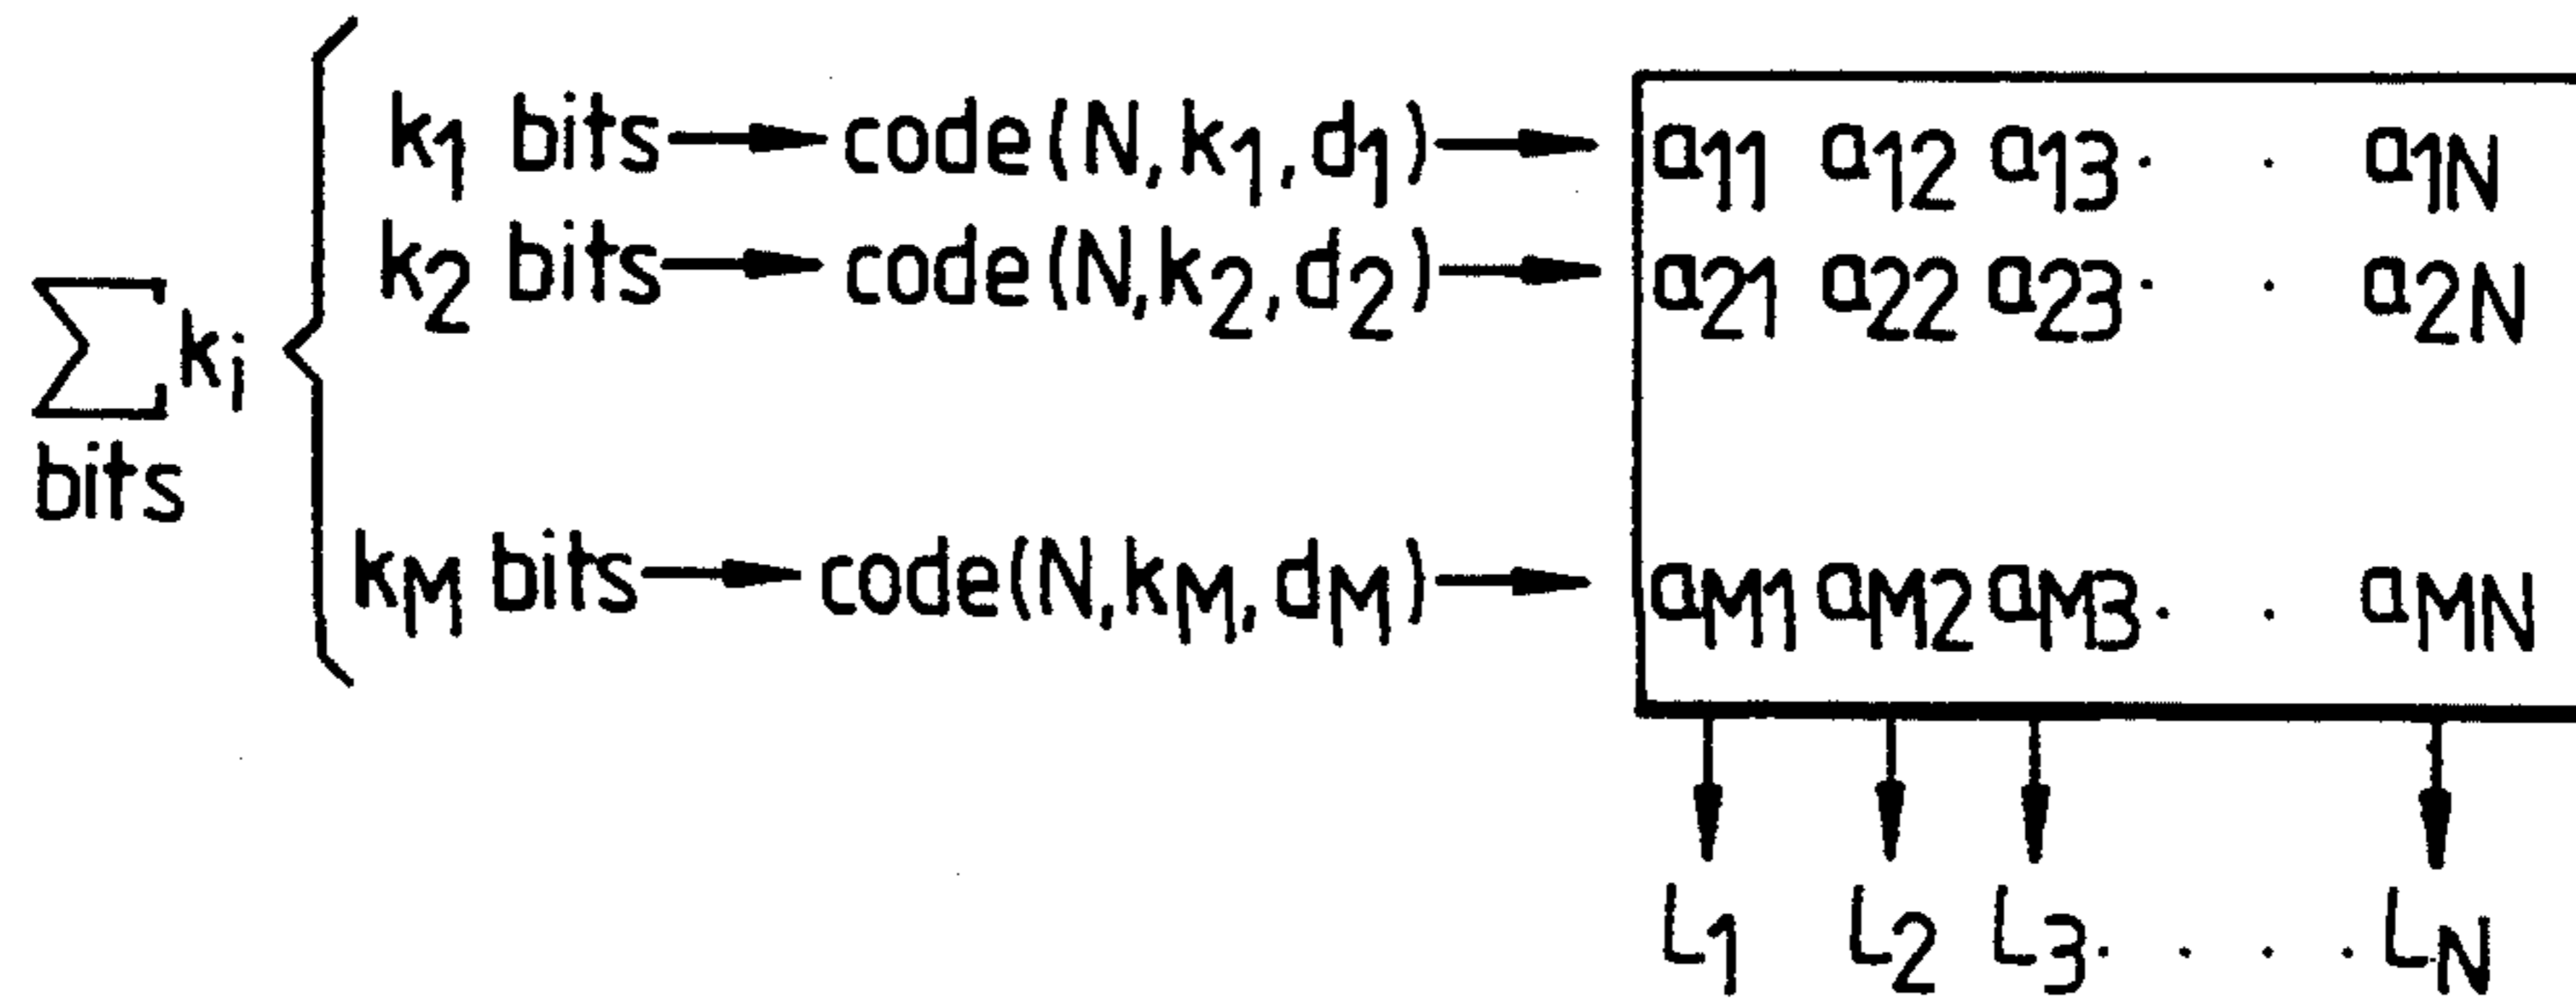 k1 bits → code(N,k1,d1) → a11 a12 a13 . . a1N
k2 bits → code(N,k2,d2) → a21 a22 a23 . . a2N
∑ki
bits
kM bits → code(N,kM,dM) → aM1 aM2 aM3 . . aMN
L1 L2 L3 . . . . LN